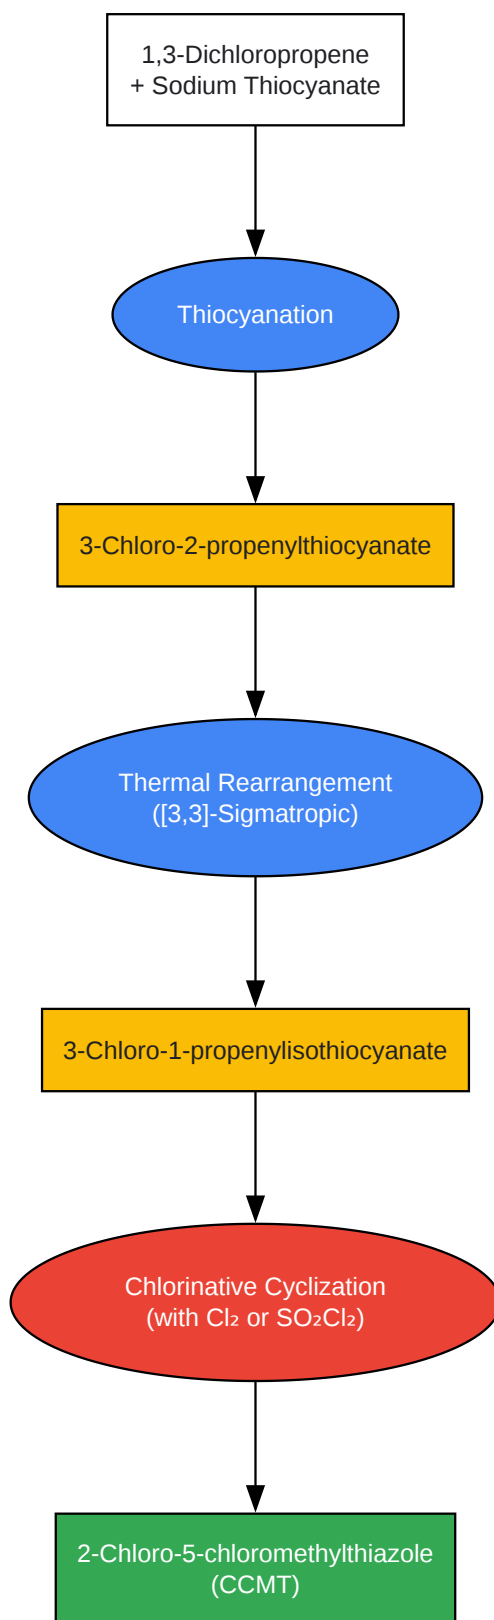 1,3-Dichloropropene
+ Sodium Thiocyanate
Thiocyanation
3-Chloro-2-propenylthiocyanate
Thermal Rearrangement
([3,3]-Sigmatropic)
3-Chloro-1-propenylisothiocyanate
Chlorinative Cyclization
(with Cl₂ or SO₂Cl₂)
2-Chloro-5-chloromethylthiazole
(CCMT)